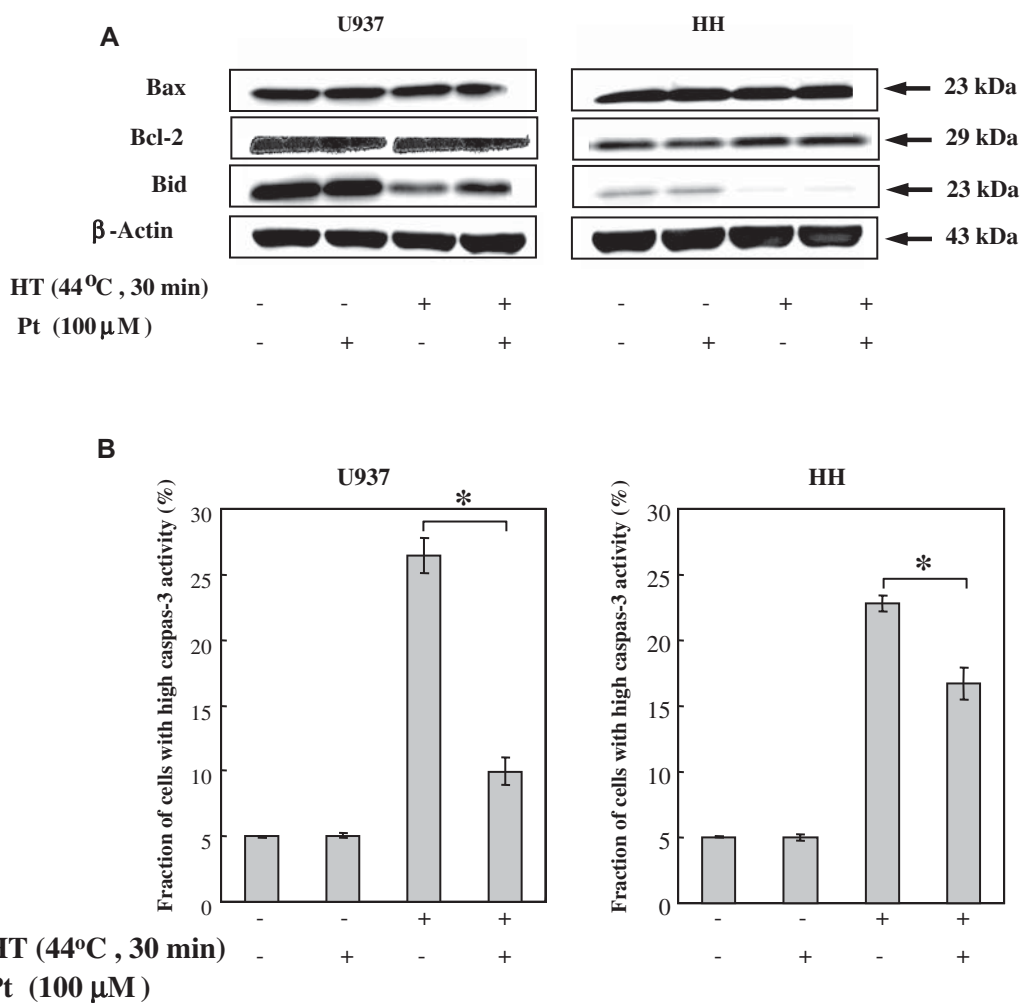 A
U937
HH
Bax
23 kDa
Bcl-2
29 kDa
Bid
23 kDa
β-Actin
43 kDa
HT (44°C , 30 min)
- - + + - - + +
Pt (100 μM )
- + - + - + - +
B
U937
HH
Fraction of cells with high caspas-3 activity (%)
30
25
20
15
10
5
0
*
Fraction of cells with high caspas-3 activity (%)
30
25
20
15
10
5
0
*
- - + + - - + +
HT (44°C , 30 min)
- + - + - + - +
Pt (100 μM )